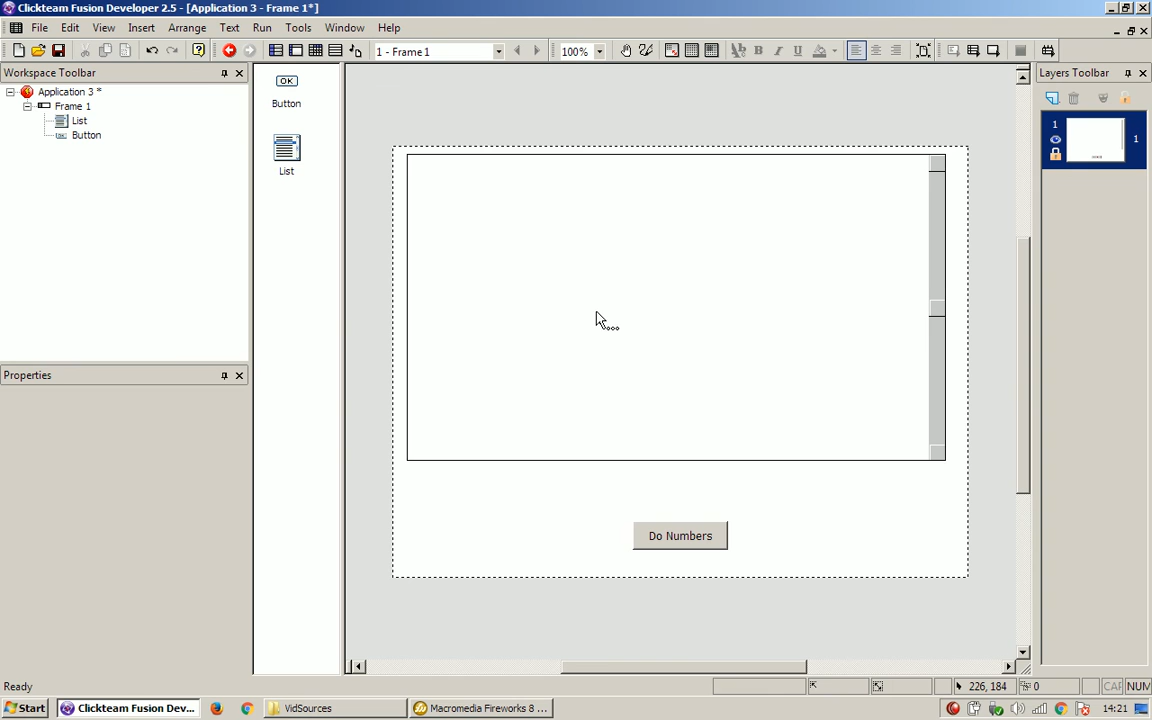 Clickteam Fusion Developer 2.5 - [Application 3 - Frame 1*]
File Edit View Insert Arrange Text Run Tools Window Help
1 - Frame 1
100%
B I U
Workspace Toolbar
Application 3 *
Frame 1
List
Button
Properties
OK
Button
List
Do Numbers
Layers Toolbar
1
1
Ready
226, 184
0
CAP NUM
Start
Clickteam Fusion Dev...
VidSources
Macromedia Fireworks 8 ...
14:21